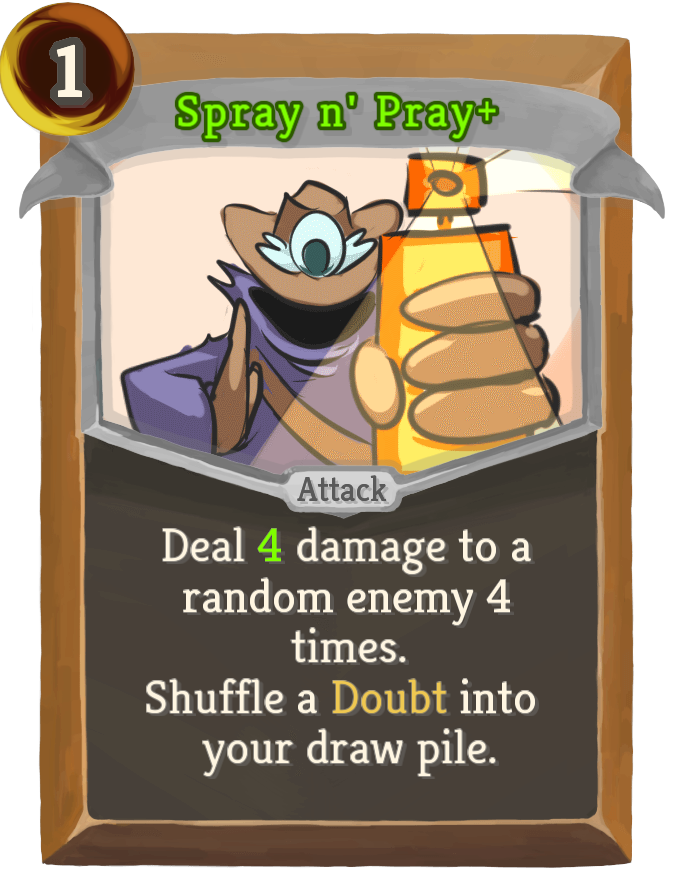 1
Spray n' Pray+
Attack
Deal 4 damage to a
random enemy 4
times.
Shuffle a Doubt into
your draw pile.